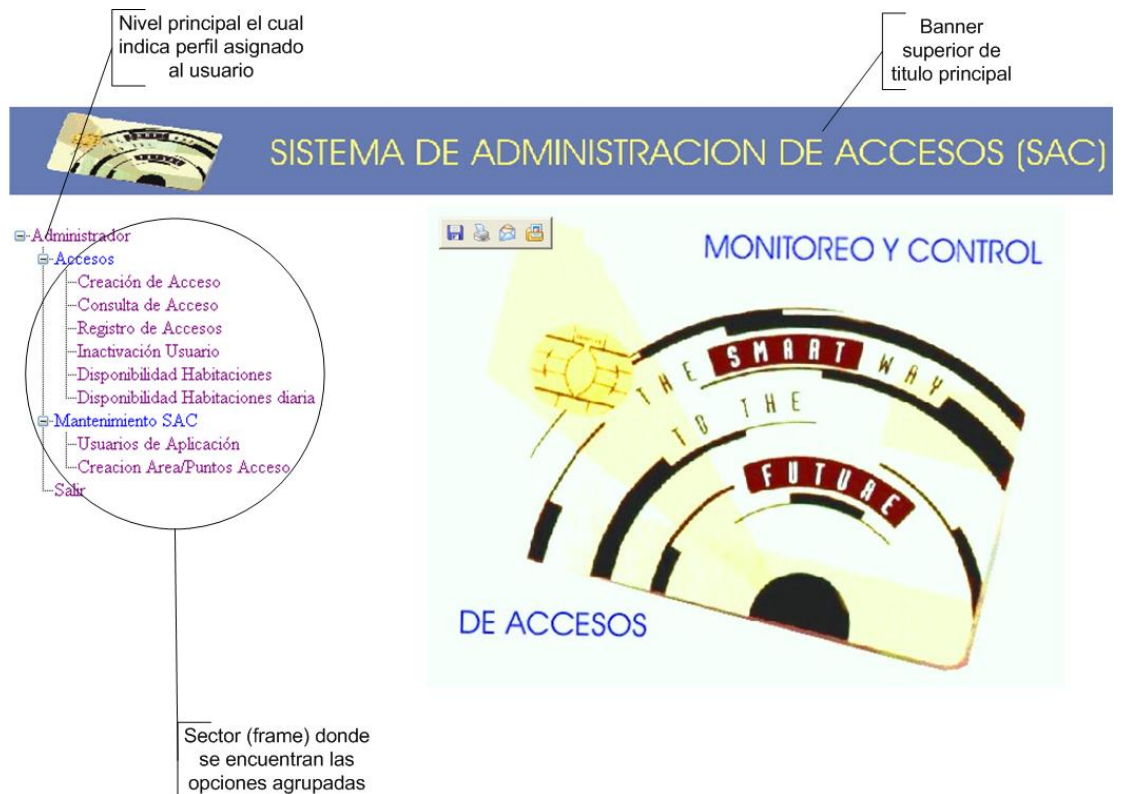 Nivel principal el cual
indica perfil asignado
al usuario
Banner
superior de
titulo principal
SISTEMA DE ADMINISTRACION DE ACCESOS (SAC)
Administrador
Accesos
Creación de Acceso
Consulta de Acceso
Registro de Accesos
Inactivación Usuario
Disponibilidad Habitaciones
Disponibilidad Habitaciones diaria
Mantenimiento SAC
Usuarios de Aplicación
Creacion Area/Puntos Acceso
Salir
MONITOREO Y CONTROL
THE SMART WAY
TO THE
FUTURE
DE ACCESOS
Sector (frame) donde
se encuentran las
opciones agrupadas